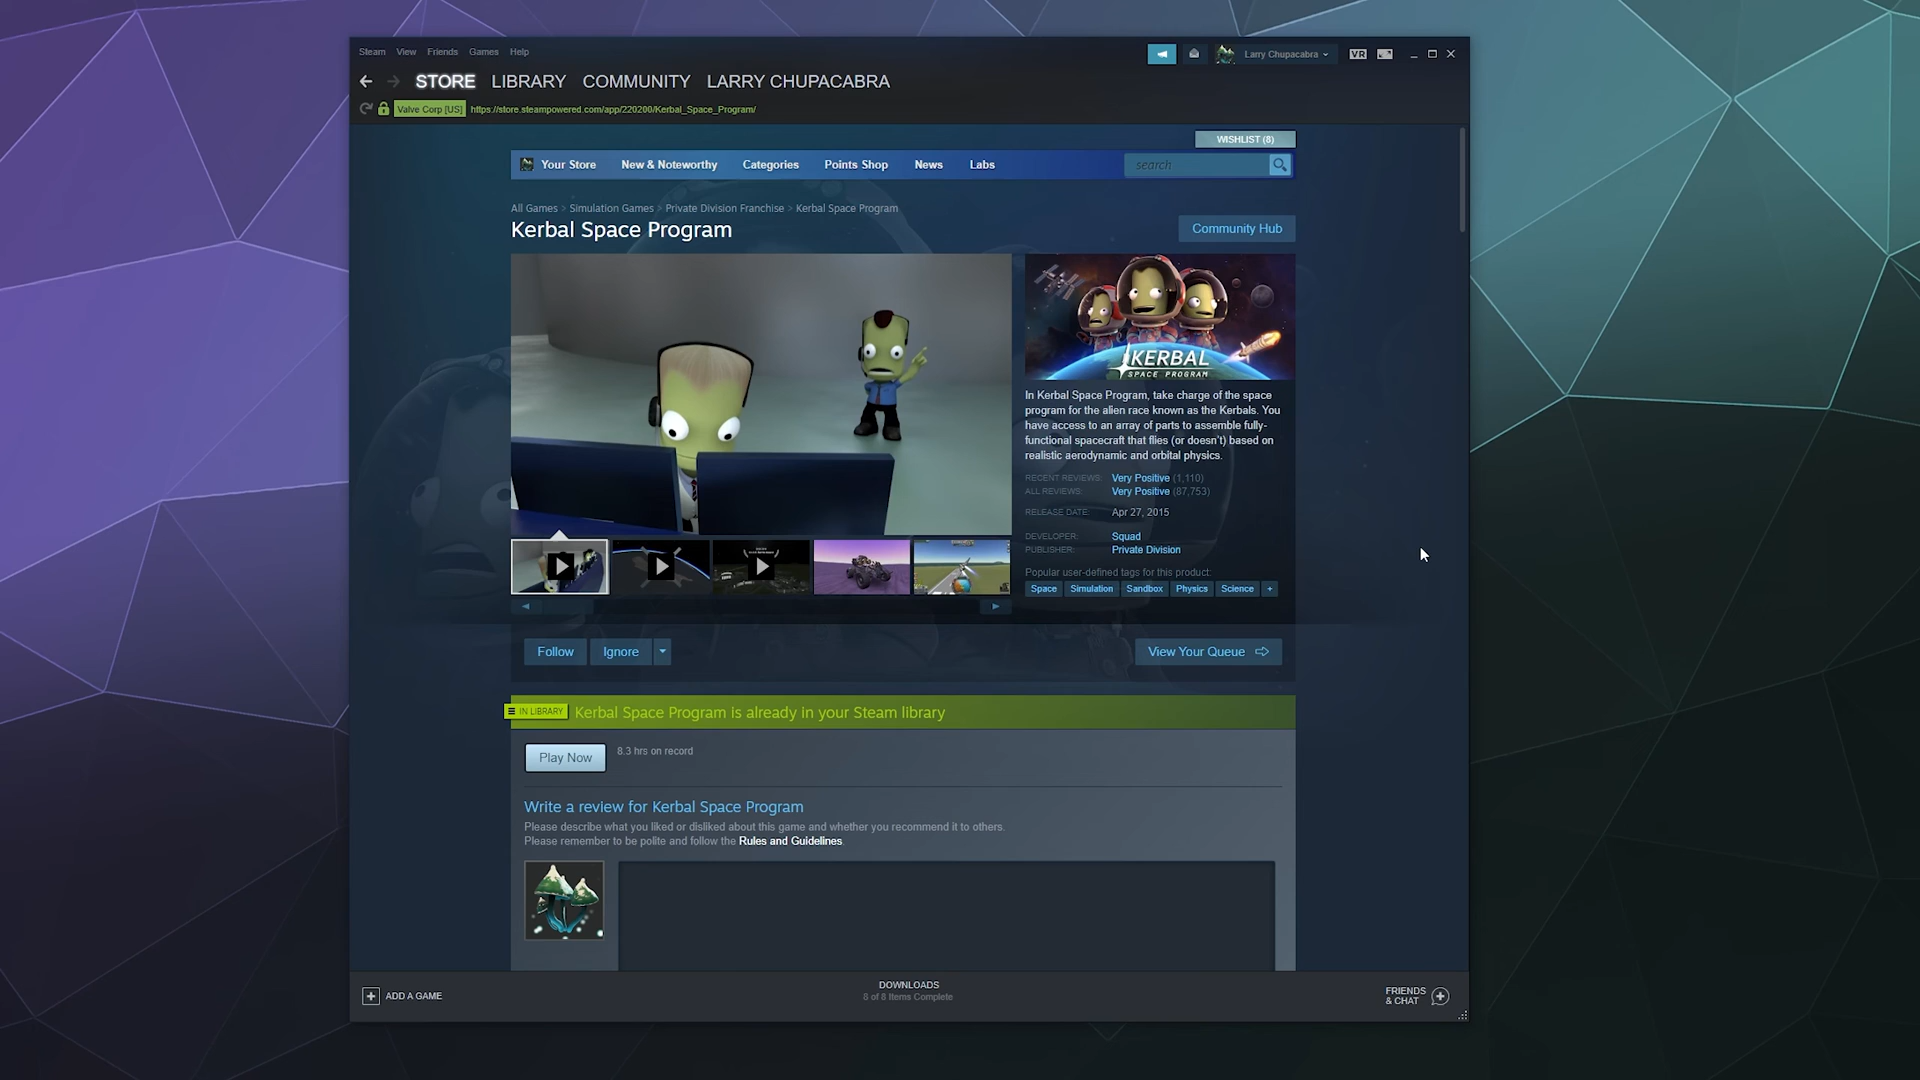 Steam View Friends Games Help
Larry Chupacabra
VR
STORE LIBRARY COMMUNITY LARRY CHUPACABRA
Valve Corp [US] https://store.steampowered.com/app/220200/Kerbal_Space_Program/
WISHLIST (8)
Your Store New & Noteworthy Categories Points Shop News Labs
search
All Games > Simulation Games > Private Division Franchise > Kerbal Space Program
Kerbal Space Program
Community Hub
KERBAL
SPACE PROGRAM
In Kerbal Space Program, take charge of the space
program for the alien race known as the Kerbals. You
have access to an array of parts to assemble fully-
functional spacecraft that flies (or doesn't) based on
realistic aerodynamic and orbital physics.
RECENT REVIEWS: Very Positive (1,110)
ALL REVIEWS: Very Positive (87,753)
RELEASE DATE: Apr 27, 2015
DEVELOPER: Squad
PUBLISHER: Private Division
Popular user-defined tags for this product:
Space Simulation Sandbox Physics Science +
Follow Ignore
View Your Queue
IN LIBRARY Kerbal Space Program is already in your Steam library
Play Now 8.3 hrs on record
Write a review for Kerbal Space Program
Please describe what you liked or disliked about this game and whether you recommend it to others.
Please remember to be polite and follow the Rules and Guidelines.
ADD A GAME
DOWNLOADS
8 of 8 Items Complete
FRIENDS
& CHAT